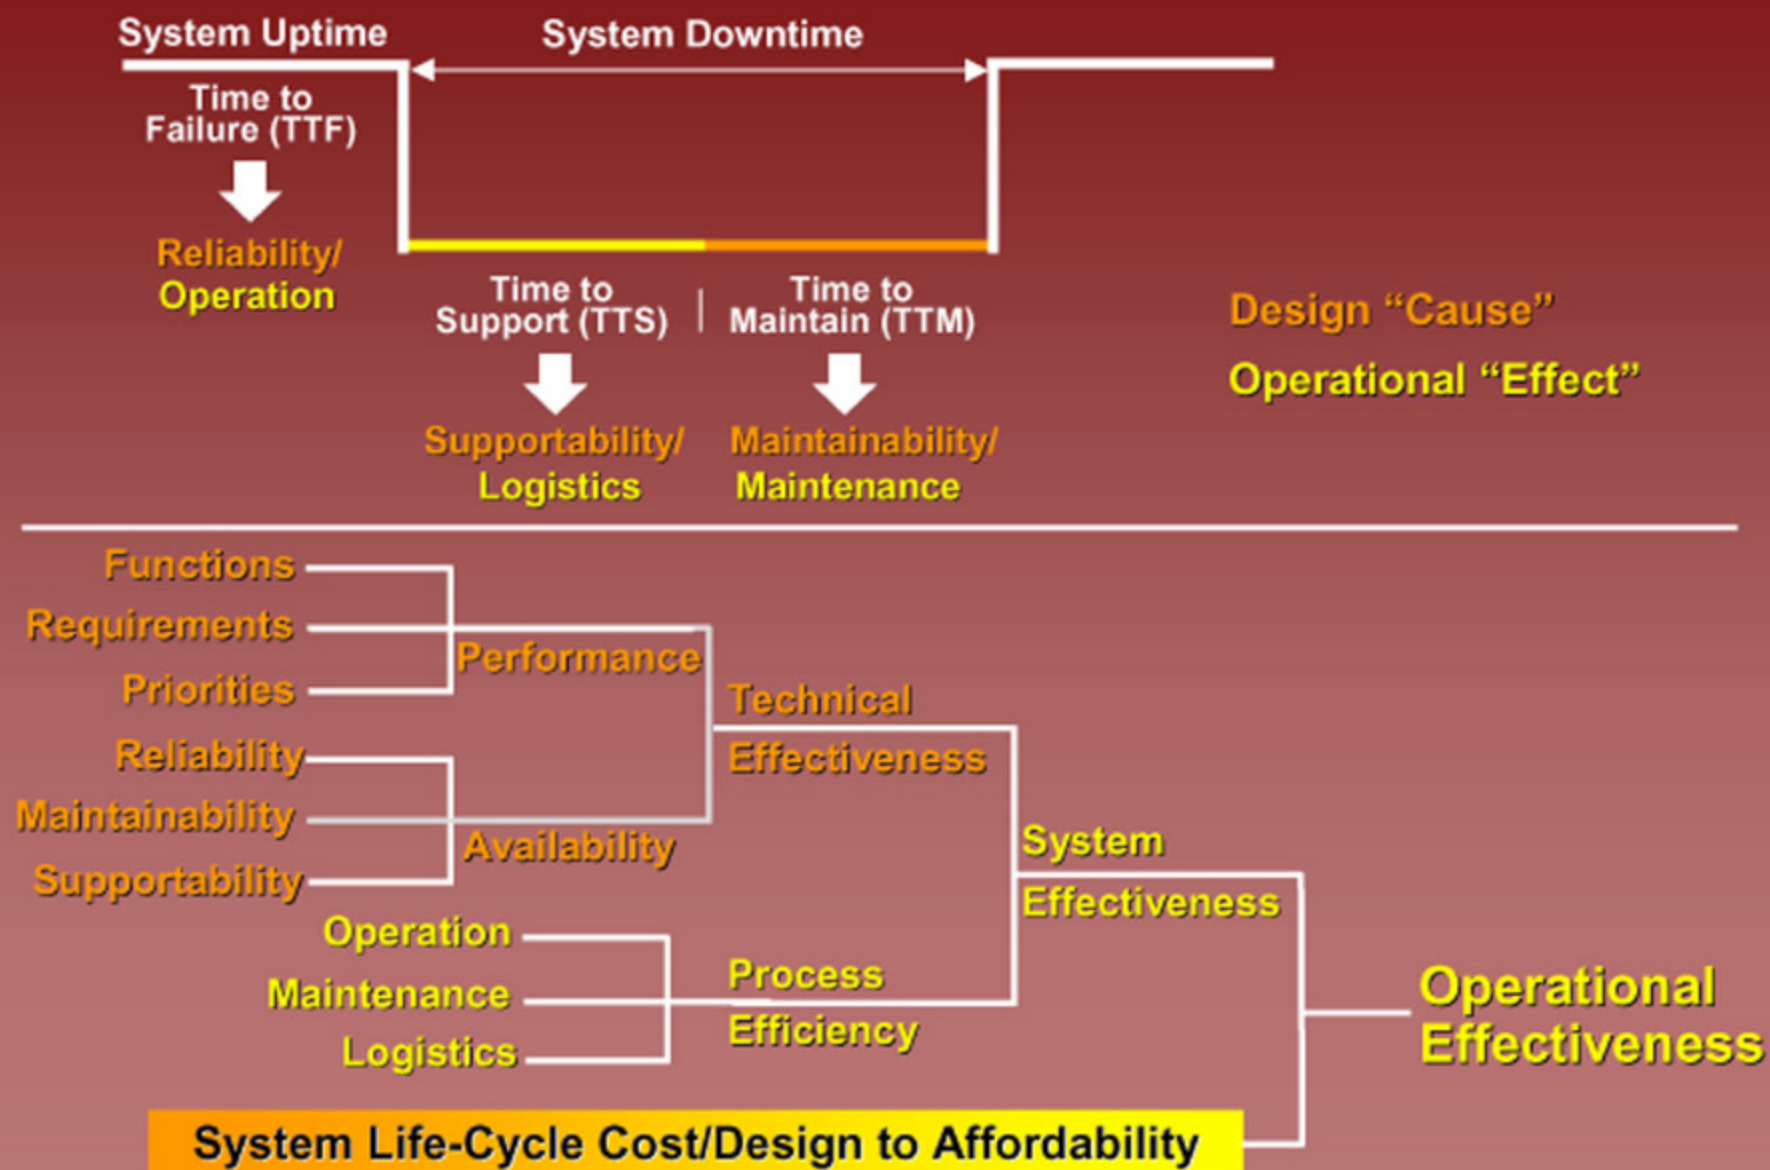 System Uptime
System Downtime
Time to
Failure (TTF)
Reliability/
Operation
Time to
Support (TTS)
Time to
Maintain (TTM)
Supportability/
Logistics
Maintainability/
Maintenance
Design “Cause”
Operational “Effect”
Functions
Requirements
Priorities
Performance
Reliability
Maintainability
Supportability
Availability
Technical
Effectiveness
Operation
Maintenance
Logistics
Process
Efficiency
System
Effectiveness
Operational
Effectiveness
System Life-Cycle Cost/Design to Affordability